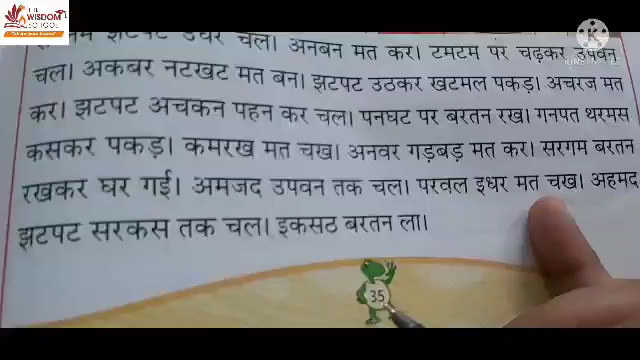 THE
WISDOM
SCHOOL
झटपट उधर चल। अनबन मत कर। टमटम पर चढ़कर उपवन
चल। अकबर नटखट मत बन। झटपट उठकर खटमल पकड़। अचरज मत
कर। झटपट अचकन पहन कर चल। पनघट पर बरतन रख। गनपत थरमस
कसकर पकड़। कमरख मत चख। अनवर गड़बड़ मत कर। सरगम बरतन
रखकर घर गई। अमजद उपवन तक चल। परवल इधर मत चख। अहमद
झटपट सरकस तक चल। इकसठ बरतन ला।
35